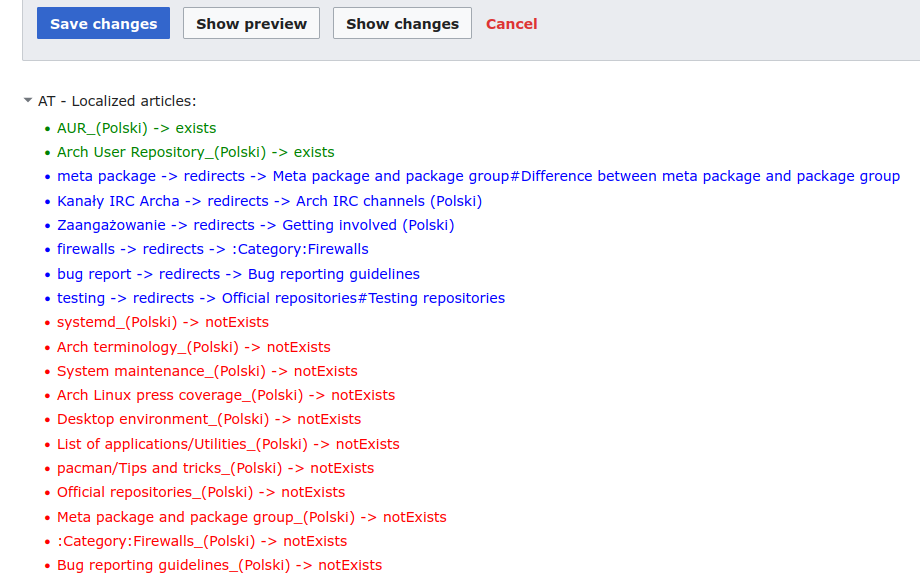 Save changes Show preview Show changes Cancel
AT - Localized articles:
AUR_(Polski) -> exists
Arch User Repository_(Polski) -> exists
meta package -> redirects -> Meta package and package group#Difference between meta package and package group
Kanały IRC Archa -> redirects -> Arch IRC channels (Polski)
Zaangażowanie -> redirects -> Getting involved (Polski)
firewalls -> redirects -> :Category:Firewalls
bug report -> redirects -> Bug reporting guidelines
testing -> redirects -> Official repositories#Testing repositories
systemd_(Polski) -> notExists
Arch terminology_(Polski) -> notExists
System maintenance_(Polski) -> notExists
Arch Linux press coverage_(Polski) -> notExists
Desktop environment_(Polski) -> notExists
List of applications/Utilities_(Polski) -> notExists
pacman/Tips and tricks_(Polski) -> notExists
Official repositories_(Polski) -> notExists
Meta package and package group_(Polski) -> notExists
:Category:Firewalls_(Polski) -> notExists
Bug reporting guidelines_(Polski) -> notExists